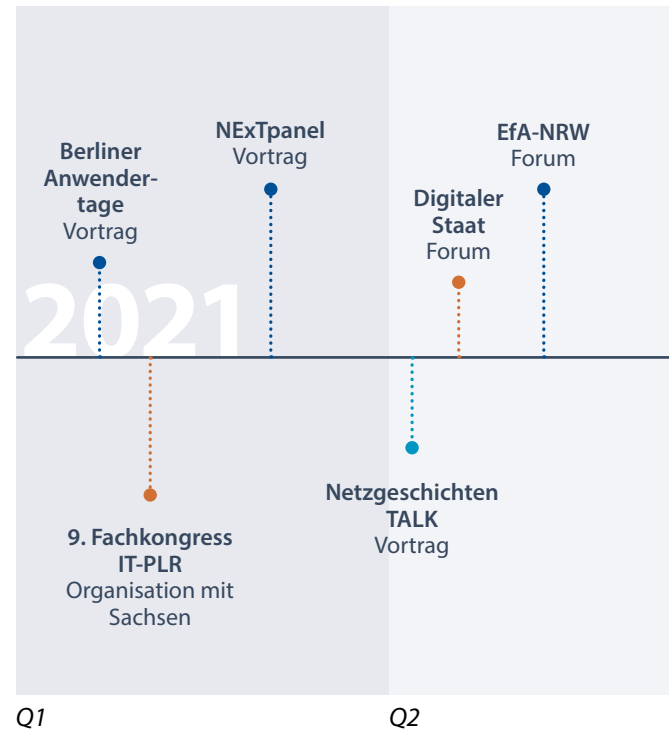 Berliner
Anwender-
tage
Vortrag
NExTpanel
Vortrag
Digitaler
Staat
Forum
EfA-NRW
Forum
2021
9. Fachkongress
IT-PLR
Organisation mit
Sachsen
Netzgeschichten
TALK
Vortrag
Q1
Q2